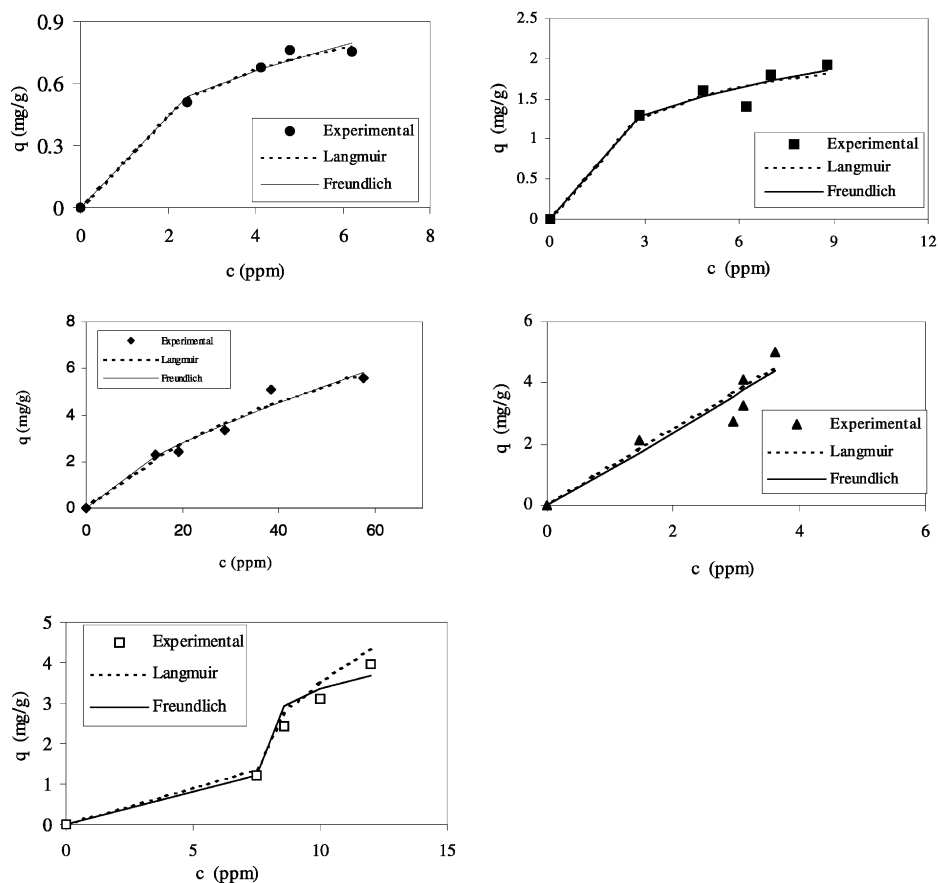 0.9
0.6
0.3
0
q (mg/g)
Experimental
Langmuir
Freundlich
0 2 4 6 8
c (ppm)
2.5
2
1.5
1
0.5
0
q (mg/g)
Experimental
Langmuir
Freundlich
0 3 6 9 12
c (ppm)
8
6
4
2
0
q (mg/g)
Experimental
Langmuir
Freundlich
0 20 40 60
c (ppm)
6
4
2
0
q (mg/g)
Experimental
Langmuir
Freundlich
0 2 4 6
c (ppm)
5
4
3
2
1
0
q (mg/g)
Experimental
Langmuir
Freundlich
0 5 10 15
c (ppm)